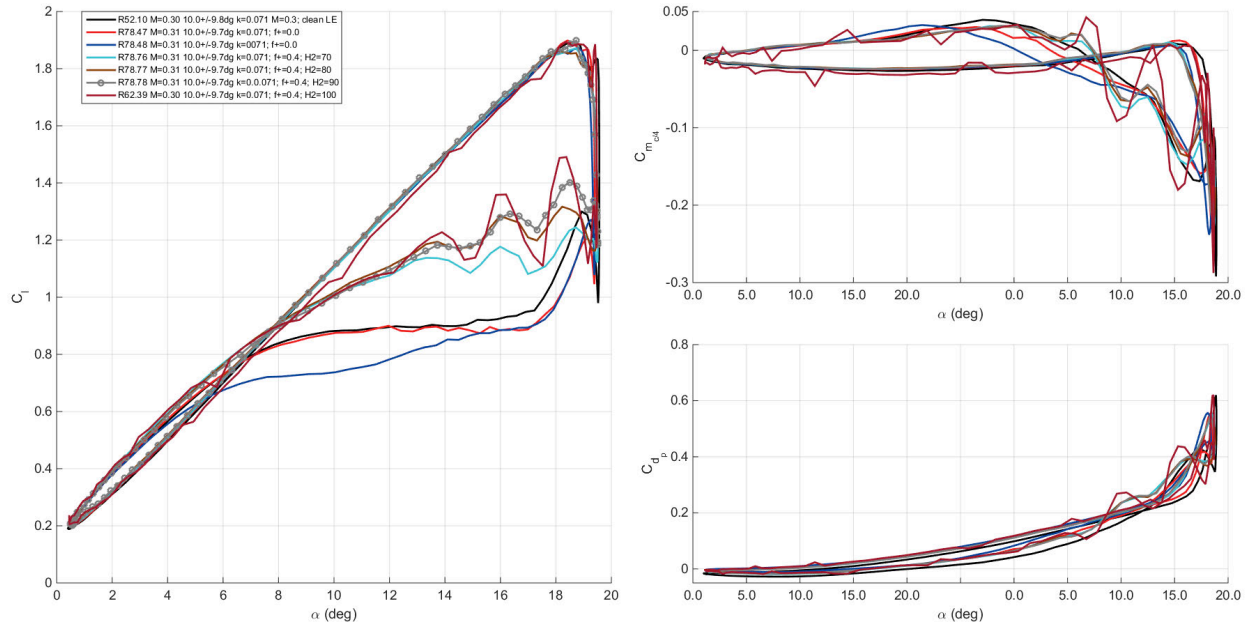 R52.10 M=0.30 10.0+/-9.8dg k=0.071 M=0.3; clean LE
R78.47 M=0.31 10.0+/-9.7dg k=0.071; f+=0.0
R78.48 M=0.31 10.0+/-9.7dg k=0071; f=0.0
R78.76 M=0.31 10.0+/-9.7dg k=0.071; f+=0.4; H2=70
R78.77 M=0.31 10.0+/-9.7dg k=0.071; f+=0.4; H2=80
R78.78 M=0.31 10.0+/-9.7dg k=0.071; f+=0.4; H2=90
R62.39 M=0.30 10.0+/-9.7dg k=0.071; f+=0.4; H2=100
2
1.8
1.6
1.4
1.2
1
0.8
0.6
0.4
0.2
0
C_l
0 2 4 6 8 10 12 14 16 18 20
α (deg)
0.05
0
-0.1
-0.3
C_{m_{c/4}}
0.0 5.0 10.0 20.0 0.0 5.0 10.0 15.0 20.0
α (deg)
0.8
0.6
0.4
0.2
0
C_{d_p}
0.0 5.0 15.0 20.0 0.0 5.0 10.0 15.0 20.0
α (deg)